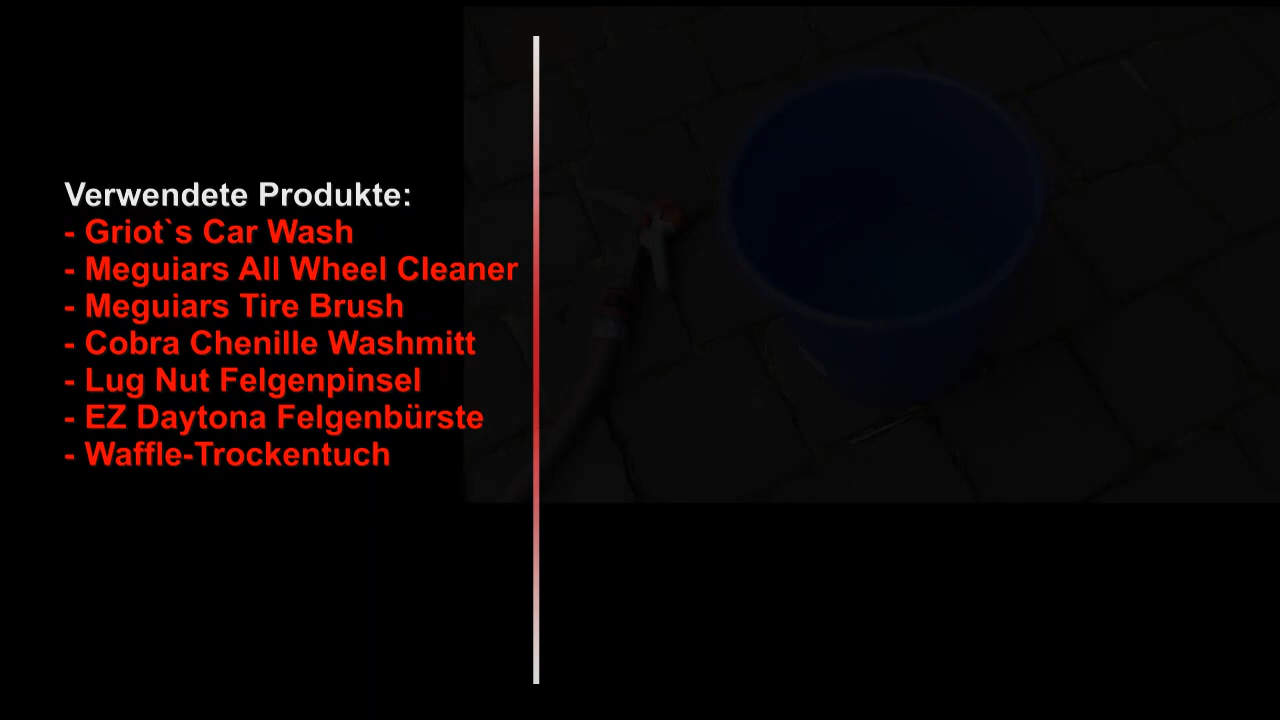 Verwendete Produkte:
- Griot`s Car Wash
- Meguiars All Wheel Cleaner
- Meguiars Tire Brush
- Cobra Chenille Washmitt
- Lug Nut Felgenpinsel
- EZ Daytona Felgenbürste
- Waffle-Trockentuch